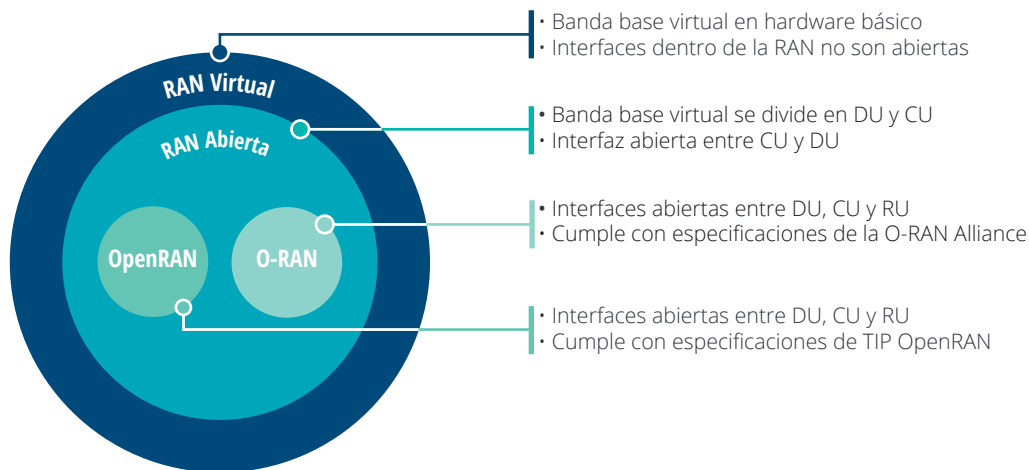 • Banda base virtual en hardware básico
• Interfaces dentro de la RAN no son abiertas
RAN Virtual
• Banda base virtual se divide en DU y CU
• Interfaz abierta entre CU y DU
RAN Abierta
• Interfaces abiertas entre DU, CU y RU
• Cumple con especificaciones de la O-RAN Alliance
OpenRAN
O-RAN
• Interfaces abiertas entre DU, CU y RU
• Cumple con especificaciones de TIP OpenRAN